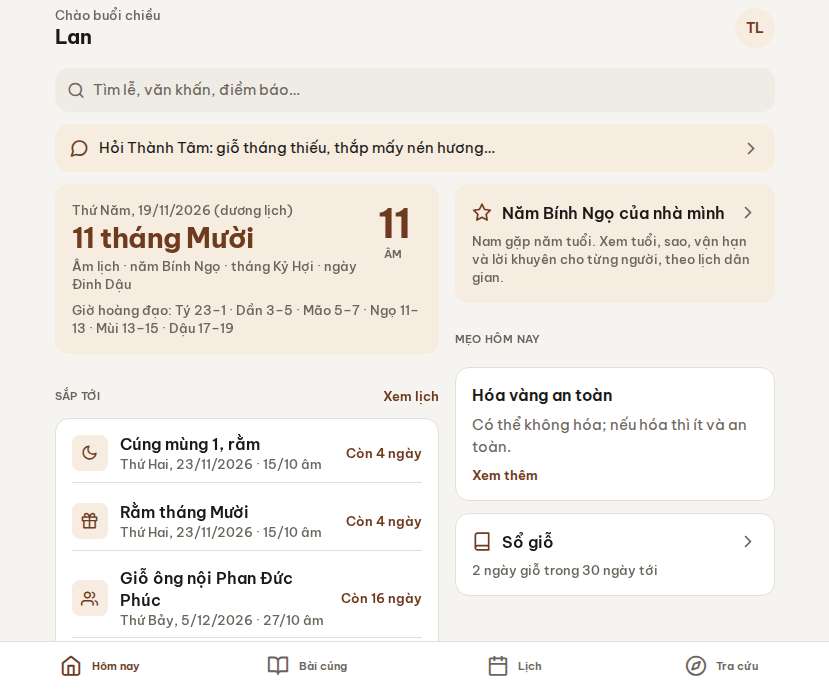 Chào buổi chiều
Lan
TL
Tìm lễ, văn khấn, điềm báo...
Hỏi Thành Tâm: giỗ tháng thiếu, thắp mấy nén hương...
Thứ Năm, 19/11/2026 (dương lịch)
11 tháng Mười
Âm lịch · năm Bính Ngọ · tháng Kỷ Hợi · ngày
Đinh Dậu
11
ÂM
Giờ hoàng đạo: Tý 23–1 · Dần 3–5 · Mão 5–7 · Ngọ 11–
13 · Mùi 13–15 · Dậu 17–19
Năm Bính Ngọ của nhà mình
Nam gặp năm tuổi. Xem tuổi, sao, vận hạn
và lời khuyên cho từng người, theo lịch dân
gian.
SẮP TỚI
Xem lịch
Cúng mùng 1, rằm
Thứ Hai, 23/11/2026 · 15/10 âm
Còn 4 ngày
Rằm tháng Mười
Thứ Hai, 23/11/2026 · 15/10 âm
Còn 4 ngày
Giỗ ông nội Phan Đức
Phúc
Thứ Bảy, 5/12/2026 · 27/10 âm
Còn 16 ngày
MẸO HÔM NAY
Hóa vàng an toàn
Có thể không hóa; nếu hóa thì ít và an
toàn.
Xem thêm
Sổ giỗ
2 ngày giỗ trong 30 ngày tới
Hôm nay
Bài cúng
Lịch
Tra cứu